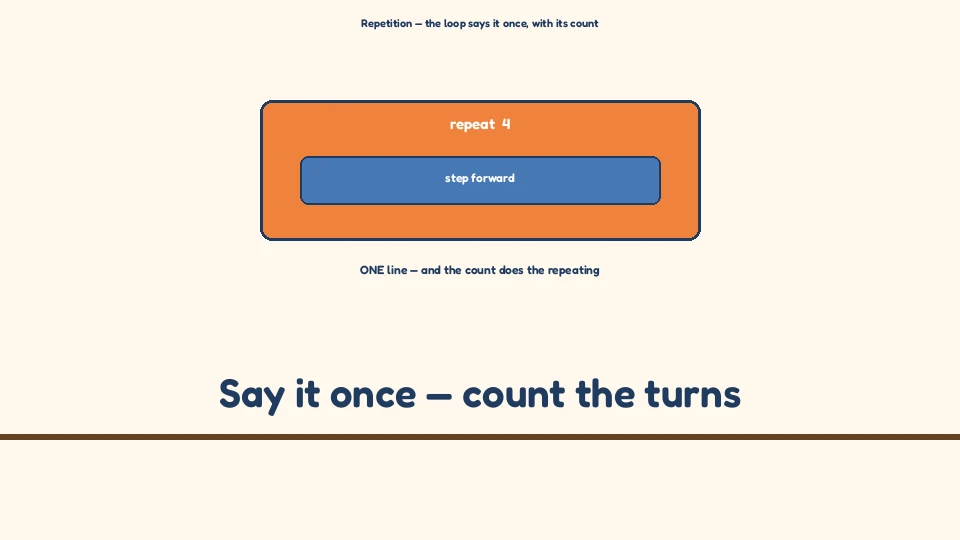 Repetition – the loop says it once, with its count
repeat 4
step forward
ONE line – and the count does the repeating
Say it once – count the turns